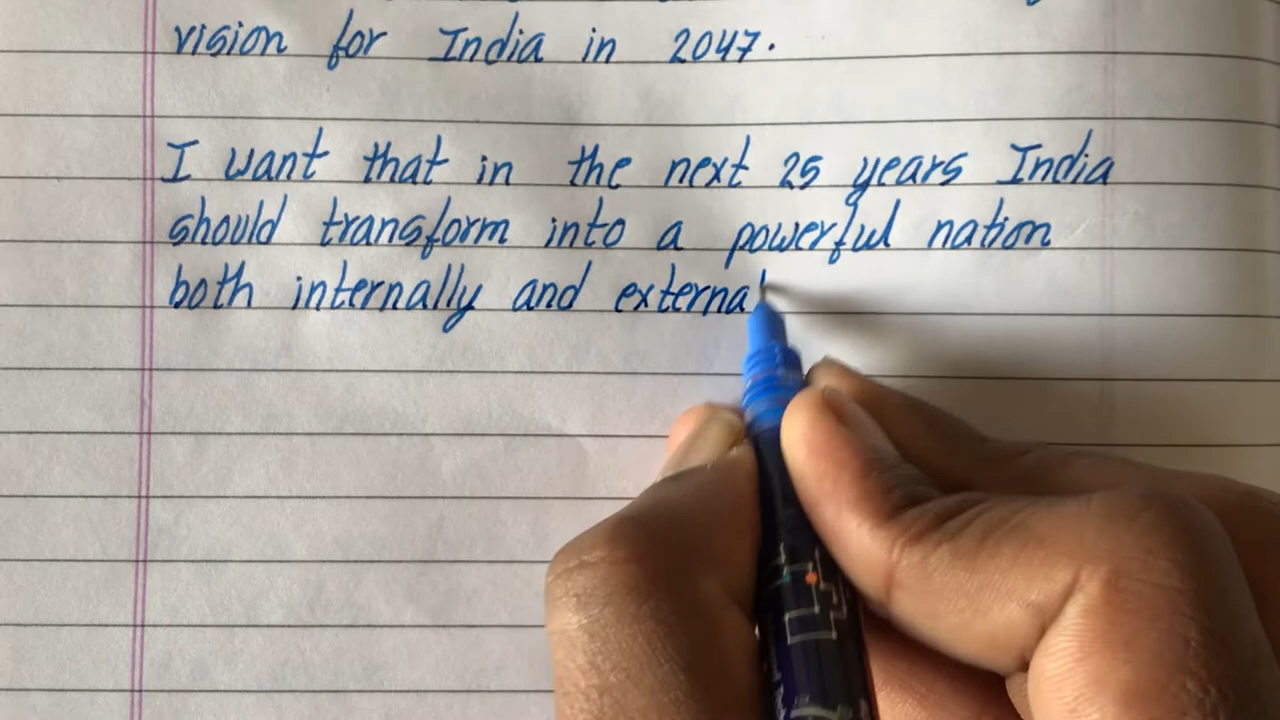 vision for India in 2047.
I want that in the next 25 years India
should transform into a powerful nation
both internally and external